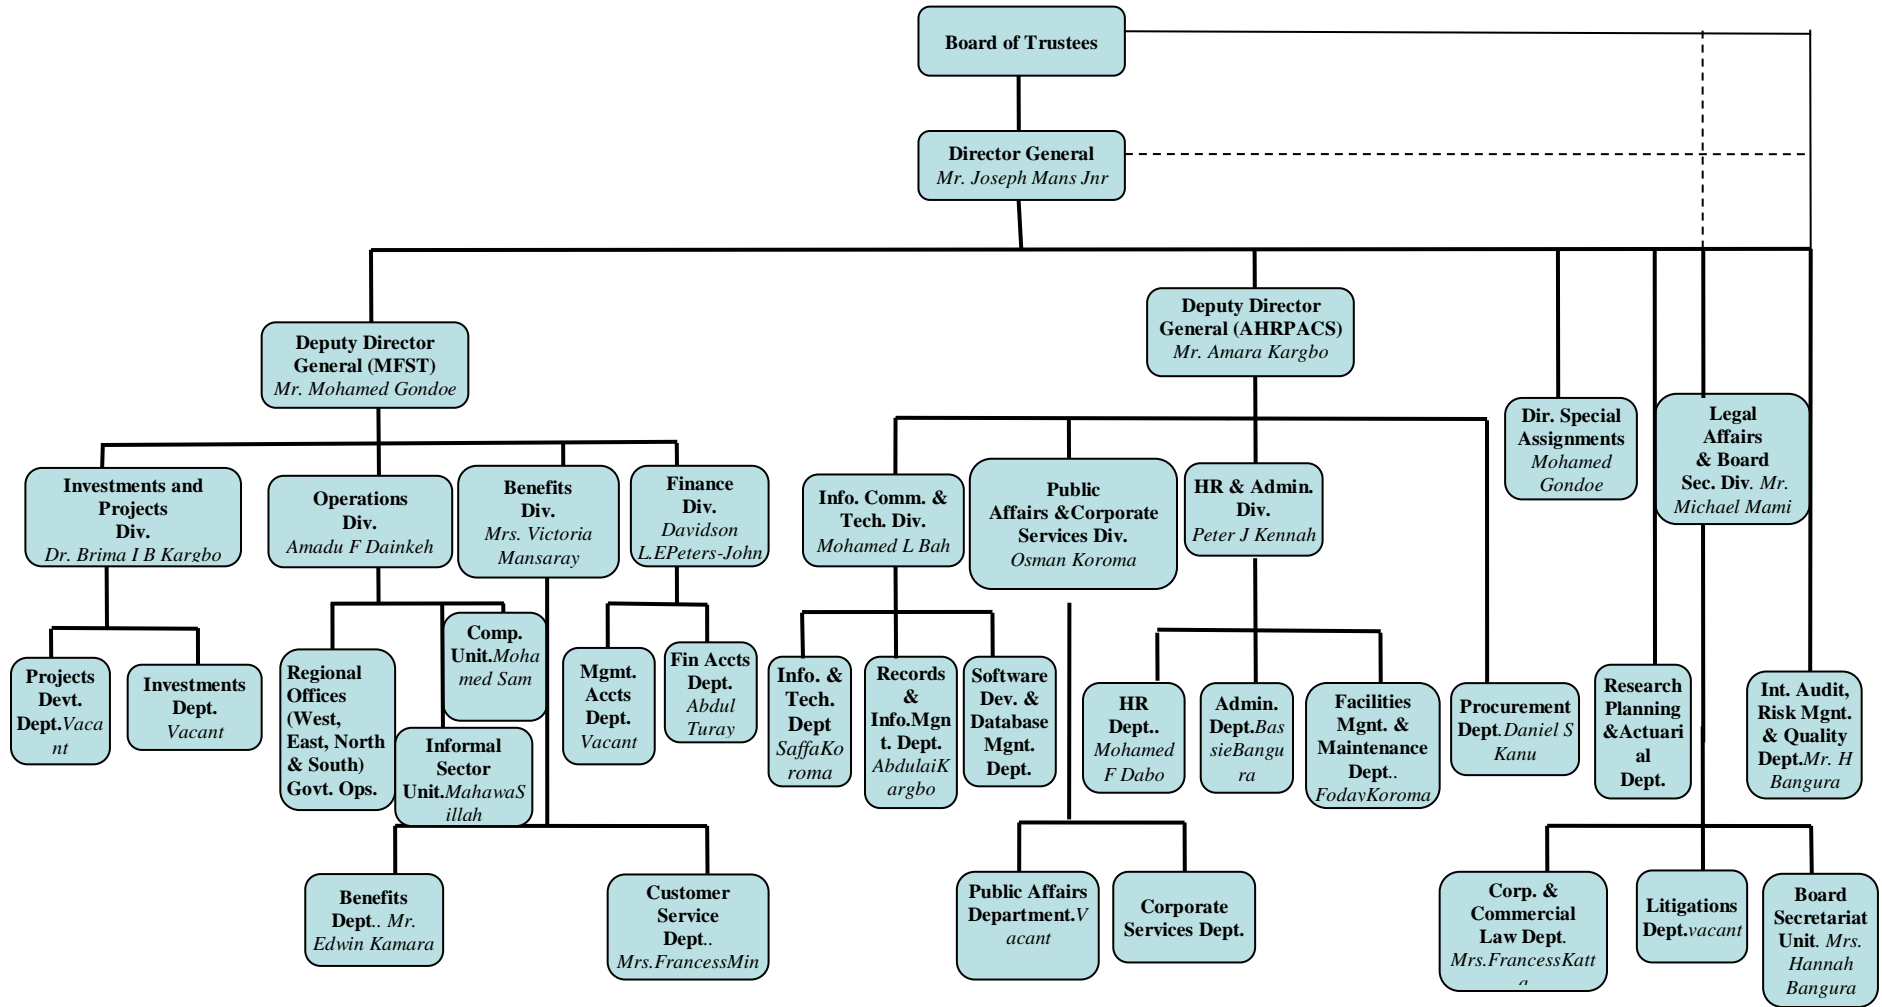 Board of Trustees
Director General
Mr. Joseph Mans Jnr
Deputy Director
General (MFST)
Mr. Mohamed Gondoe
Deputy Director
General (AHRPACS)
Mr. Amara Kargbo
Dir. Special
Assignments
Mohamed
Gondoe
Legal
Affairs
& Board
Sec. Div. Mr.
Michael Mami
Investments and
Projects
Div.
Dr. Brima I B Kargbo
Operations
Div.
Amadu F Dainkeh
Benefits
Div.
Mrs. Victoria
Mansaray
Finance
Div.
Davidson
L.EPeters-John
Info. Comm. &
Tech. Div.
Mohamed L Bah
Public
Affairs &Corporate
Services Div.
Osman Koroma
HR & Admin.
Div.
Peter J Kennah
Projects
Devt.
Dept.Vaca
nt
Investments
Dept.
Vacant
Regional
Offices
(West,
East, North
& South)
Govt. Ops.
Comp.
Unit.Moha
med Sam
Informal
Sector
Unit.MahawaS
illah
Mgmt.
Accts
Dept.
Vacant
Fin Accts
Dept.
Abdul
Turay
Info. &
Tech.
Dept
SaffaKo
roma
Records
&
Info.Mgn
t. Dept.
AbdulaiK
argbo
Software
Dev. &
Database
Mgmt.
Dept.
HR
Dept..
Mohamed
F Dabo
Admin.
Dept.Bas
sieBangu
ra
Facilities
Mgnt. &
Maintenance
Dept..
FodayKoroma
Procurement
Dept.Daniel S
Kanu
Research
Planning
&Actuari
al
Dept.
Int. Audit,
Risk Mgnt.
& Quality
Dept.Mr. H
Bangura
Benefits
Dept.. Mr.
Edwin Kamara
Customer
Service
Dept..
Mrs.FrancessMin
Public Affairs
Department.V
acant
Corporate
Services Dept.
Corp. &
Commercial
Law Dept.
Mrs.FrancessKatt
a
Litigations
Dept.vacant
Board
Secretariat
Unit. Mrs.
Hannah
Bangura